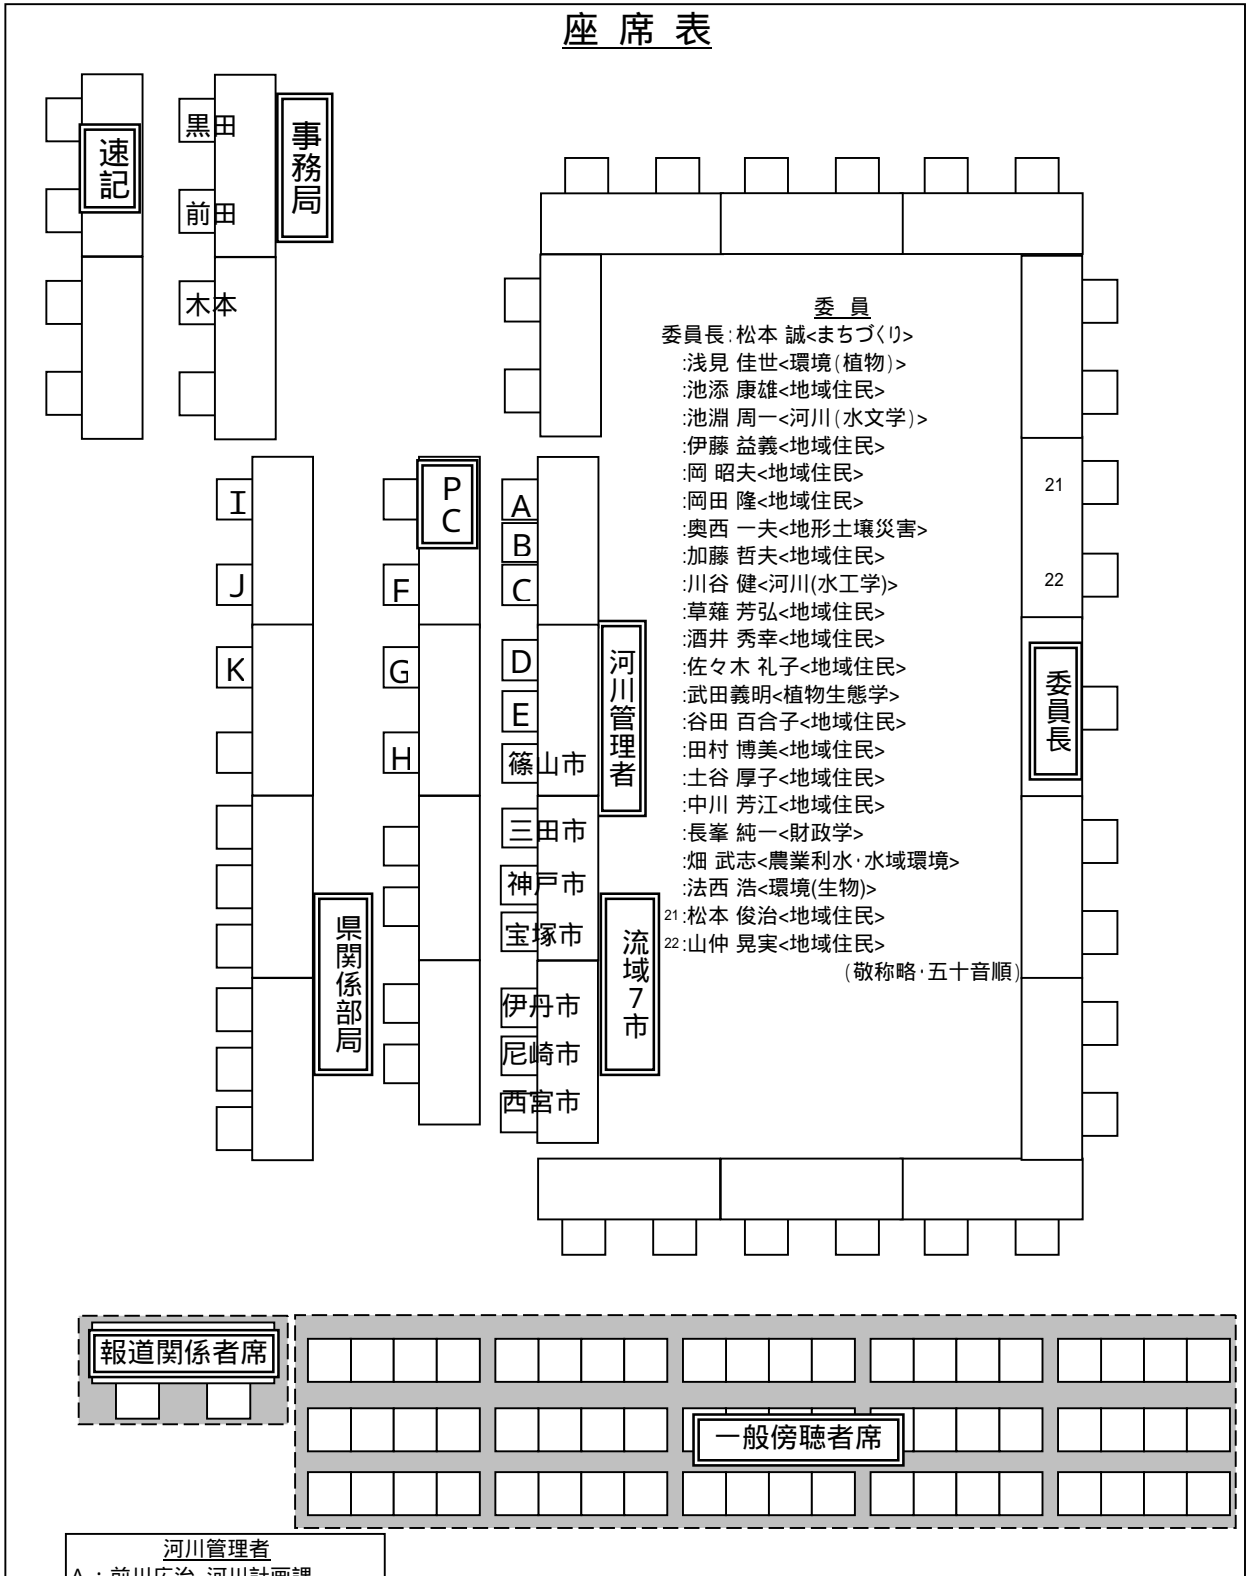 座 席 表
速記
黒田
前田
木本
事務局
委 員
委員長:松本 誠<まちづくり>
:浅見 佳世<環境(植物)>
:池添 康雄<地域住民>
:池淵 周一<河川(水文学)>
:伊藤 益義<地域住民>
:岡 昭夫<地域住民>
:岡田 隆<地域住民>
:奥西 一夫<地形土壌災害>
:加藤 哲夫<地域住民>
:川谷 健<河川(水工学)>
:草薙 芳弘<地域住民>
:酒井 秀幸<地域住民>
:佐々木 礼子<地域住民>
:武田義明<植物生態学>
:谷田 百合子<地域住民>
:田村 博美<地域住民>
:土谷 厚子<地域住民>
:中川 芳江<地域住民>
:長峯 純一<財政学>
:畑 武志<農業利水・水域環境>
:法西 浩<環境(生物)>
21:松本 俊治<地域住民>
22:山仲 晃実<地域住民>
(敬称略・五十音順)
21
22
委員長
I
J
K
県関係部局
PC
F
G
H
A
B
C
D
E
河川管理者
篠山市
三田市
神戸市
宝塚市
伊丹市
尼崎市
西宮市
流域7市
報道関係者席
一般傍聴者席
河川管理者
A:前川広治 河川計画課